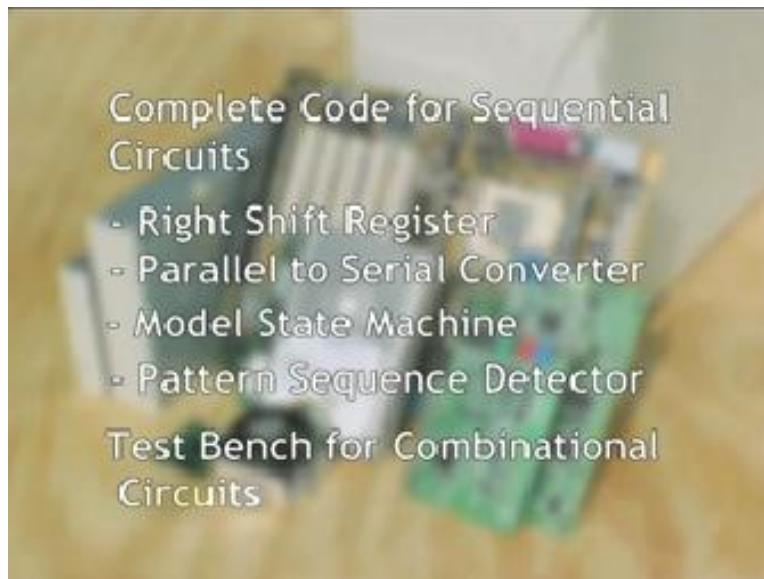 Complete Code for Sequential
Circuits
- Right Shift Register
- Parallel to Serial Converter
- Model State Machine
- Pattern Sequence Detector
Test Bench for Combinational
Circuits